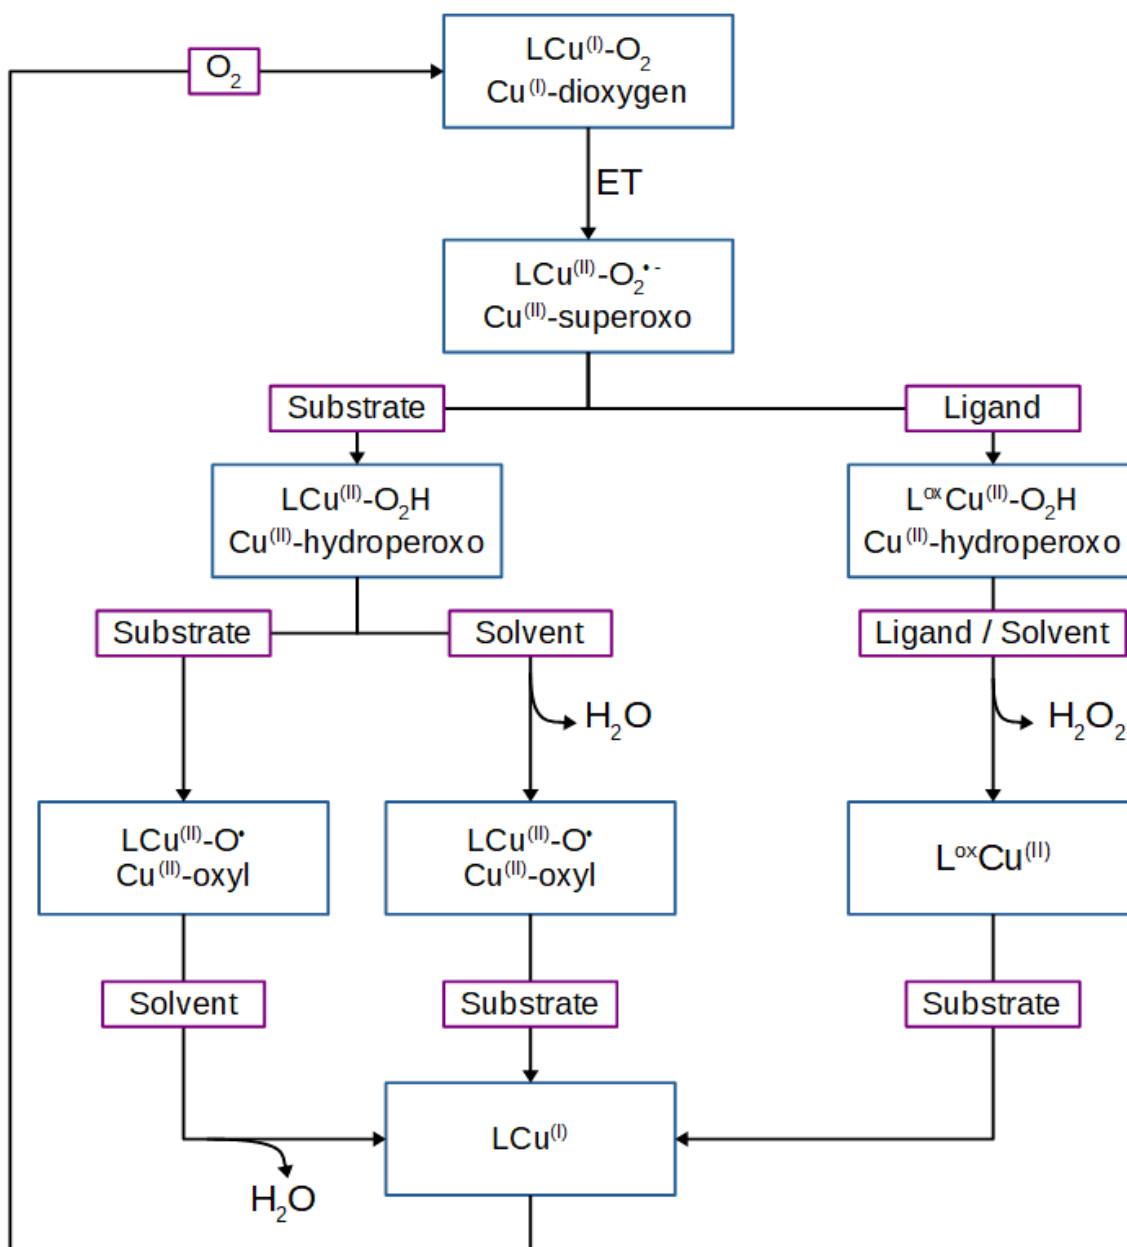 O₂
LCu⁽ᴵ⁾-O₂
Cu⁽ᴵ⁾-dioxygen
ET
LCu⁽ᴵᴵ⁾-O₂•-
Cu⁽ᴵᴵ⁾-superoxo
Substrate
Ligand
LCu⁽ᴵᴵ⁾-O₂H
Cu⁽ᴵᴵ⁾-hydroperoxo
LᵒˣCu⁽ᴵᴵ⁾-O₂H
Cu⁽ᴵᴵ⁾-hydroperoxo
Substrate
Solvent
Ligand / Solvent
H₂O
H₂O₂
LCu⁽ᴵᴵ⁾-O•
Cu⁽ᴵᴵ⁾-oxyl
LCu⁽ᴵᴵ⁾-O•
Cu⁽ᴵᴵ⁾-oxyl
LᵒˣCu⁽ᴵᴵ⁾
Solvent
Substrate
Substrate
LCu⁽ᴵ⁾
H₂O